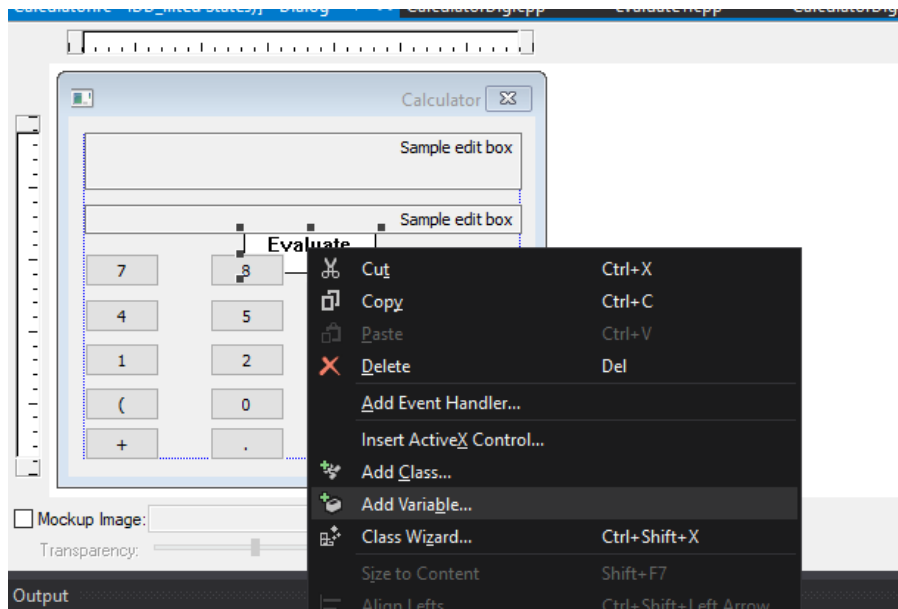 Calculator
Sample edit box
Sample edit box
Evaluate
7
8
4
5
1
2
(
0
+
.
Cut Ctrl+X
Copy Ctrl+C
Paste Ctrl+V
Delete Del
Add Event Handler...
Insert ActiveX Control...
Add Class...
Add Variable...
Class Wizard... Ctrl+Shift+X
Size to Content Shift+F7
Align Lefts Ctrl+Shift+Left Arrow
Mockup Image:
Transparency:
Output